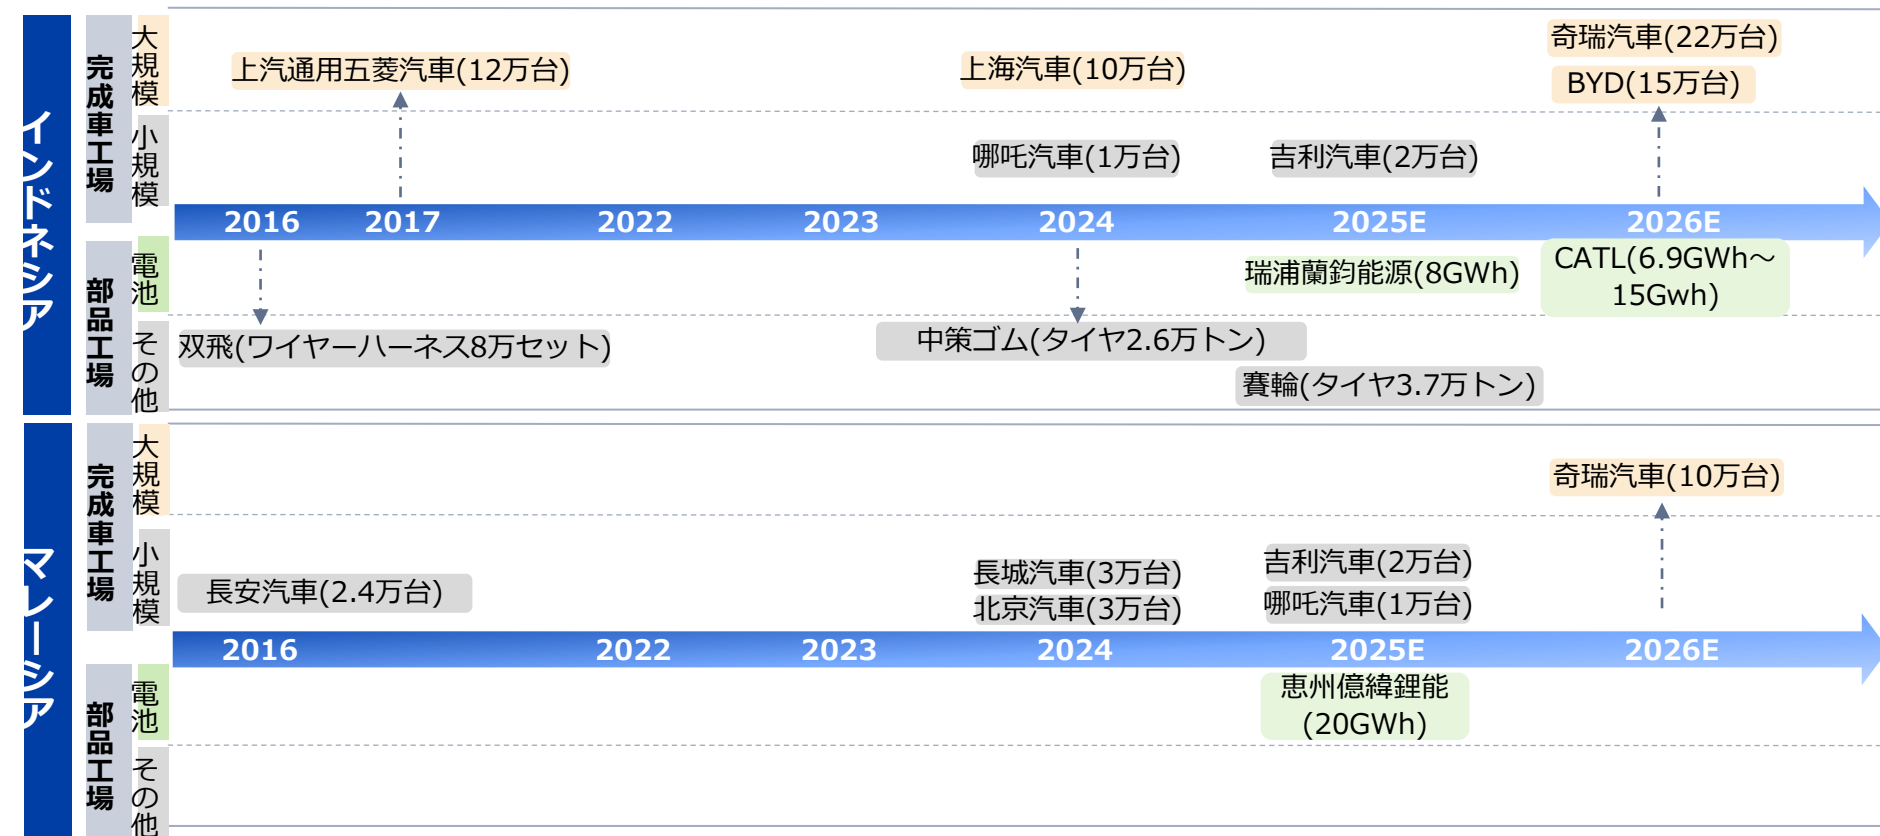 インドネシア
完成車工場
大規模
上汽通用五菱汽車(12万台)
上海汽車(10万台)
奇瑞汽車(22万台)
BYD(15万台)
小規模
哪吒汽車(1万台)
吉利汽車(2万台)
2016
2017
2022
2023
2024
2025E
2026E
部品工場
電池
瑞浦蘭鈞能源(8GWh)
CATL(6.9GWh～
15Gwh)
その他
双飛(ワイヤーハーネス8万セット)
中策ゴム(タイヤ2.6万トン)
賽輪(タイヤ3.7万トン)
マレーシア
完成車工場
大規模
奇瑞汽車(10万台)
小規模
長安汽車(2.4万台)
長城汽車(3万台)
北京汽車(3万台)
吉利汽車(2万台)
哪吒汽車(1万台)
2016
2022
2023
2024
2025E
2026E
部品工場
電池
恵州億緯鋰能
(20GWh)
その他